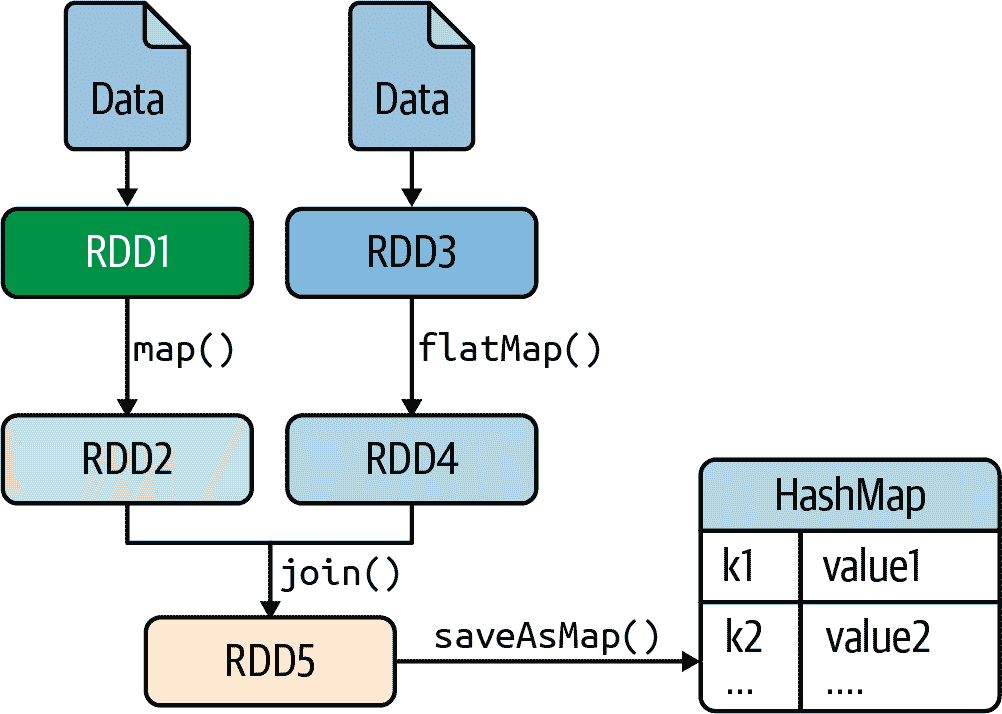 Data
Data
RDD1
RDD3
map()
flatMap()
RDD2
RDD4
join()
RDD5
saveAsMap()
HashMap
k1 value1
k2 value2
... ....